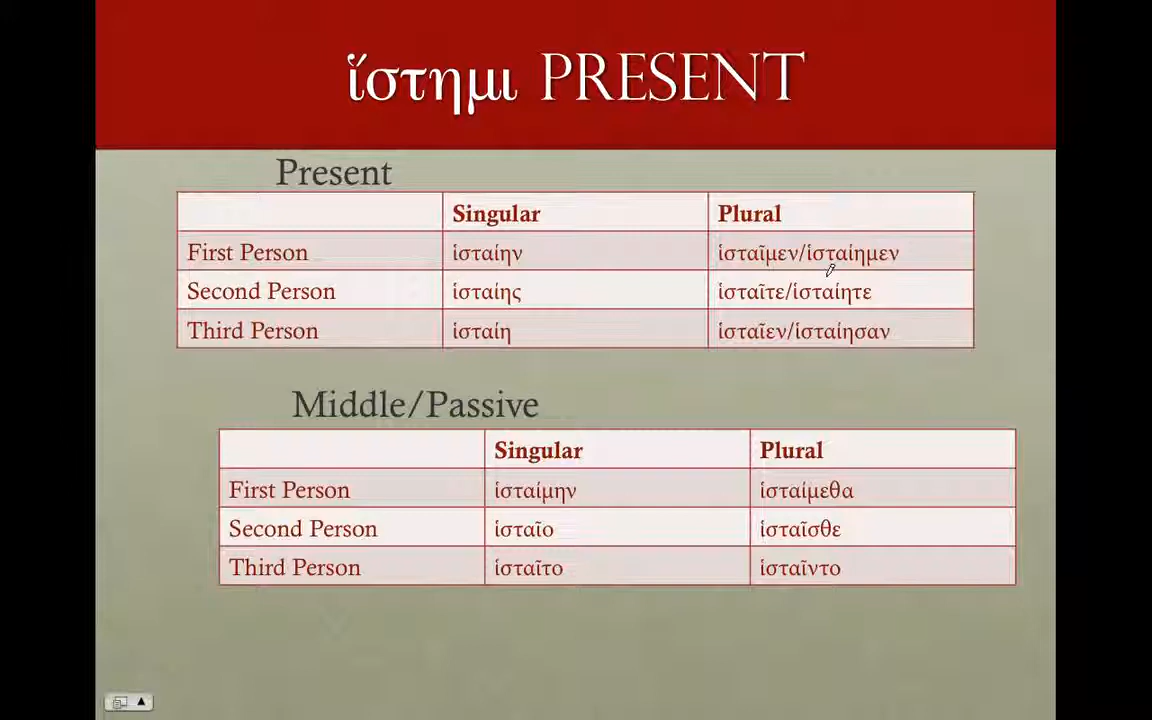 ἵστημι PRESENT
Present
Singular Plural
First Person ἱσταίην ἱσταῖμεν/ἱσταίημεν
Second Person ἱσταίης ἱσταῖτε/ἱσταίητε
Third Person ἱσταίη ἱσταῖεν/ἱσταίησαν
Middle/Passive
Singular Plural
First Person ἱσταίμην ἱσταίμεθα
Second Person ἱσταῖο ἱσταῖσθε
Third Person ἱσταῖτο ἱσταῖντο